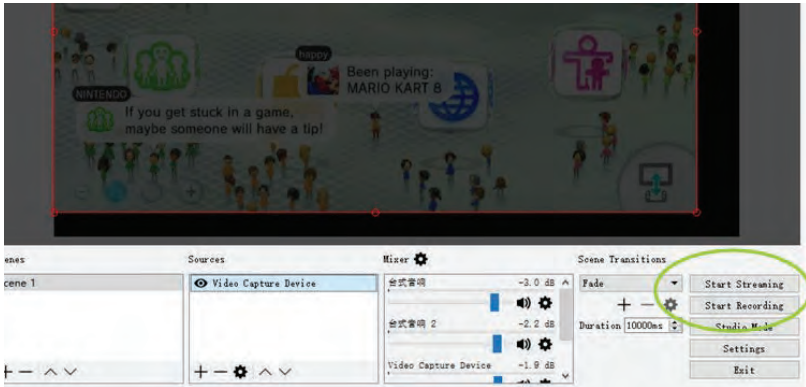 happy
Been playing:
MARIO KART 8
NINTENDO
If you get stuck in a game,
maybe someone will have a tip!
enes
Sources
Mixer
Scene Transitions
cene 1
Video Capture Device
台式音响
-3.0 dB
Fade
Start Streaming
Start Recording
台式音响 2
-2.2 dB
Duration
10000ms
Studio Mode
Settings
Video Capture Device
-1.9 dB
Exit